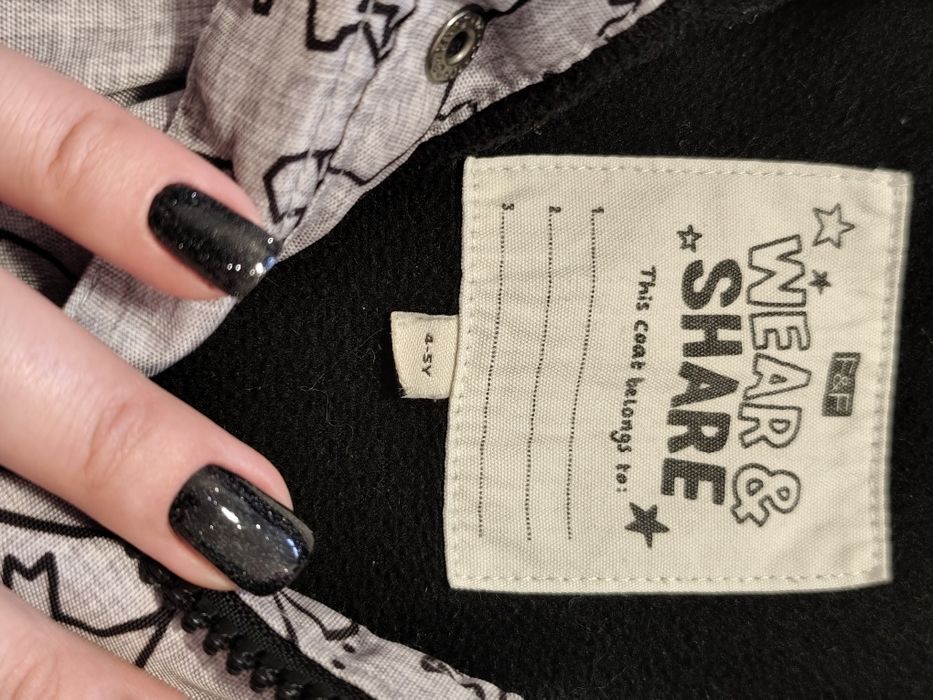 F&F
WEAR &
SHARE
This coat belongs to:
1.
2.
3.
4-5Y